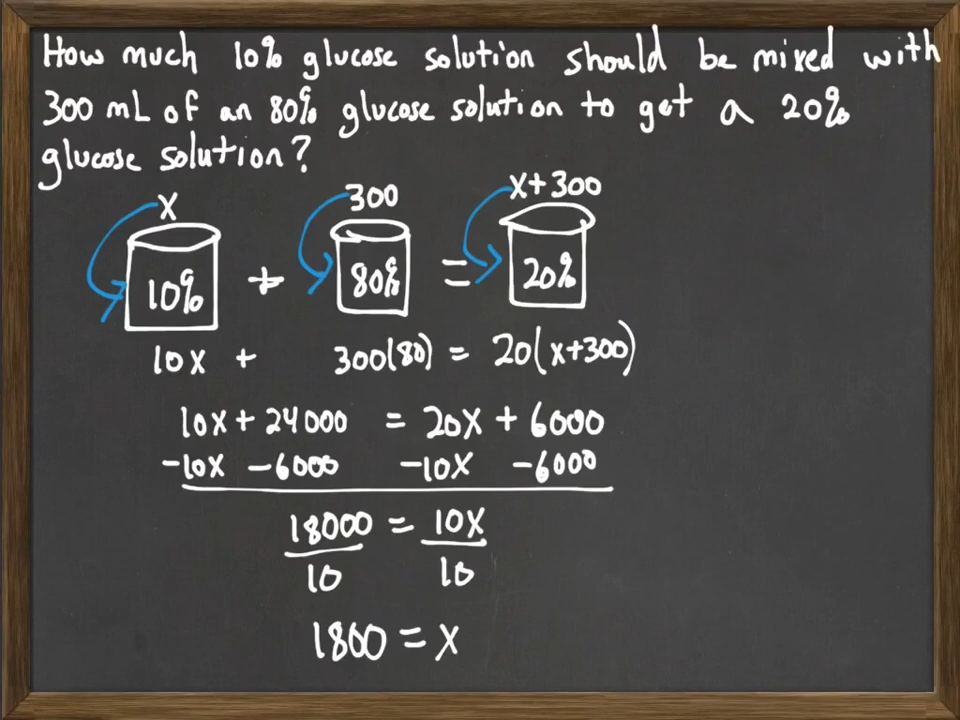 How much 10% glucose solution should be mixed with
300 mL of an 80% glucose solution to get a 20%
glucose solution?
x 300 x+300
10% + 80% = 20%
10x + 300(80) = 20(x+300)
10x + 24000 = 20x + 6000
-10x -6000 -10x -6000
18000 = 10x
10 10
1800 = x